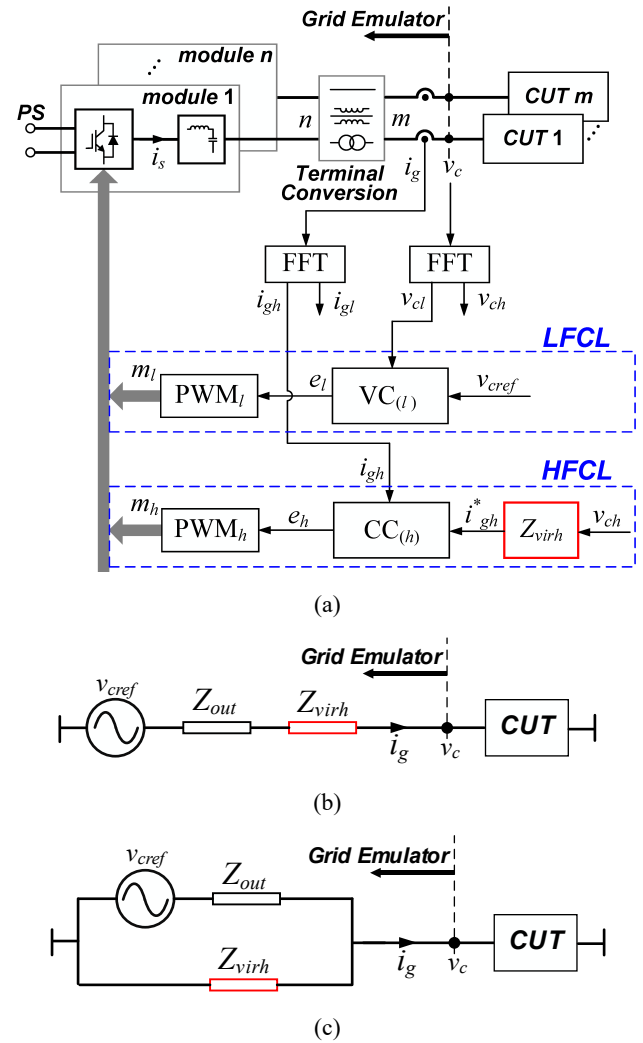 Grid Emulator
module n
module 1
PS
i_s
n
m
Terminal
Conversion
i_g
v_c
CUT m
CUT 1
FFT
FFT
i_gh
i_gl
v_cl
v_ch
LFCL
m_l
PWM_l
e_l
VC_(l)
v_cref
i_gh
HFCL
m_h
PWM_h
e_h
CC_(h)
i*_gh
Z_virh
v_ch
(a)
Grid Emulator
v_cref
Z_out
Z_virh
i_g
v_c
CUT
(b)
Grid Emulator
v_cref
Z_out
Z_virh
i_g
v_c
CUT
(c)